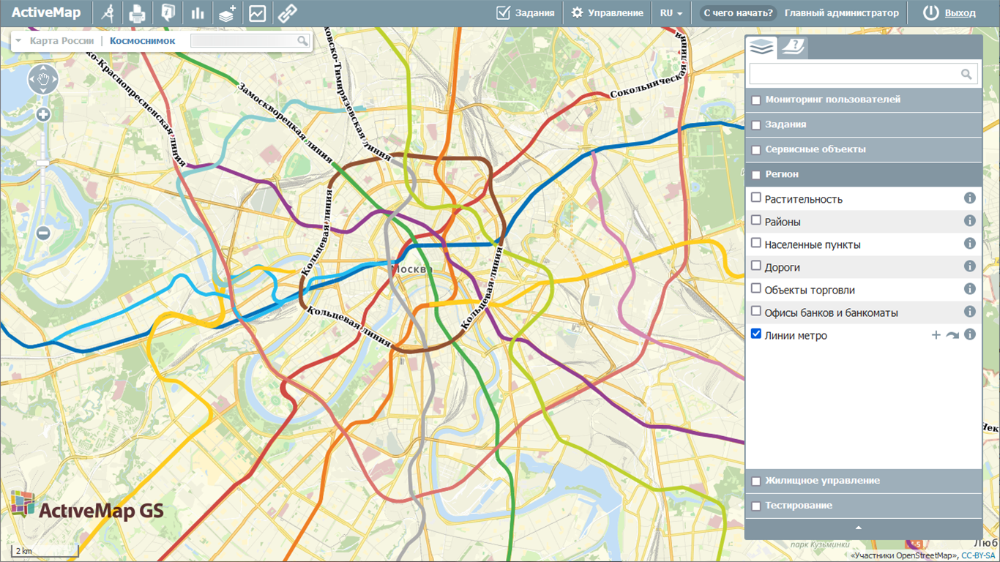 ActiveMap
Задания
Управление
RU
С чего начать?
Главный администратор
Выход
Карта России | Космоснимок
ко-Краснопресненская линия
Замоскворецкая линия
ховско-Тимирязевская линия
Сокольническая линия
Кольцевая линия
Москва
Кольцевая линия
Кольцевая линия
Мониторинг пользователей
Задания
Сервисные объекты
Регион
Растительность
Районы
Населенные пункты
Дороги
Объекты торговли
Офисы банков и банкоматы
Линии метро
Жилищное управление
Тестирование
Нек
ActiveMap GS
2 km
парк Кузьминки
Люб
«Участники OpenStreetMap», CC-BY-SA